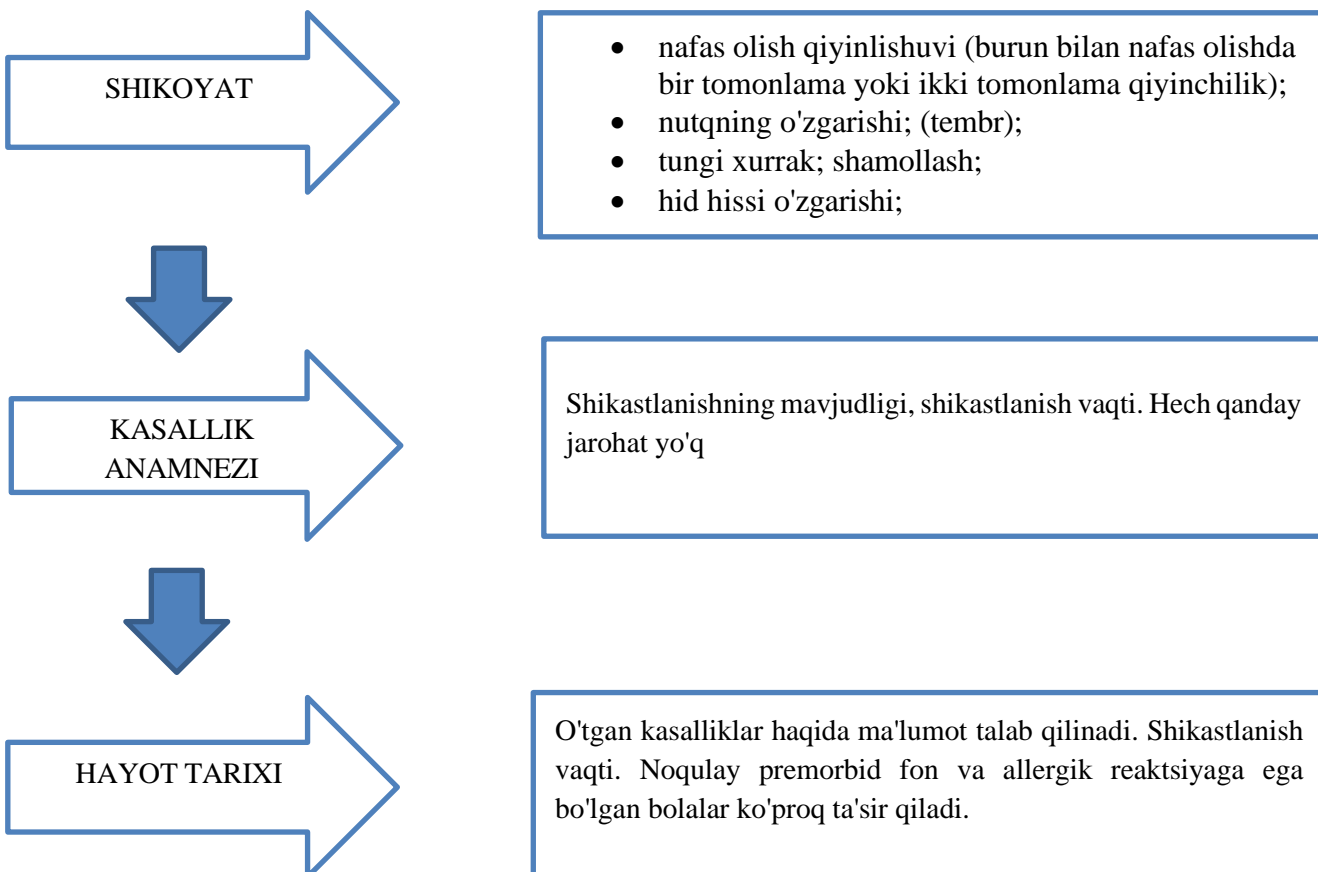 SHIKOYAT
• nafas olish qiyinlishuvi (burun bilan nafas olishda
bir tomonlama yoki ikki tomonlama qiyinchilik);
• nutqning o'zgarishi; (tembr);
• tungi xurrak; shamollash;
• hid hissi o'zgarishi;
KASALLIK
ANAMNEZI
Shikastlanishning mavjudligi, shikastlanish vaqti. Hech qanday
jarohat yo'q
HAYOT TARIXI
O'tgan kasalliklar haqida ma'lumot talab qilinadi. Shikastlanish
vaqti. Noqulay premorbid fon va allergik reaktsiyaga ega
bo'lgan bolalar ko'proq ta'sir qiladi.